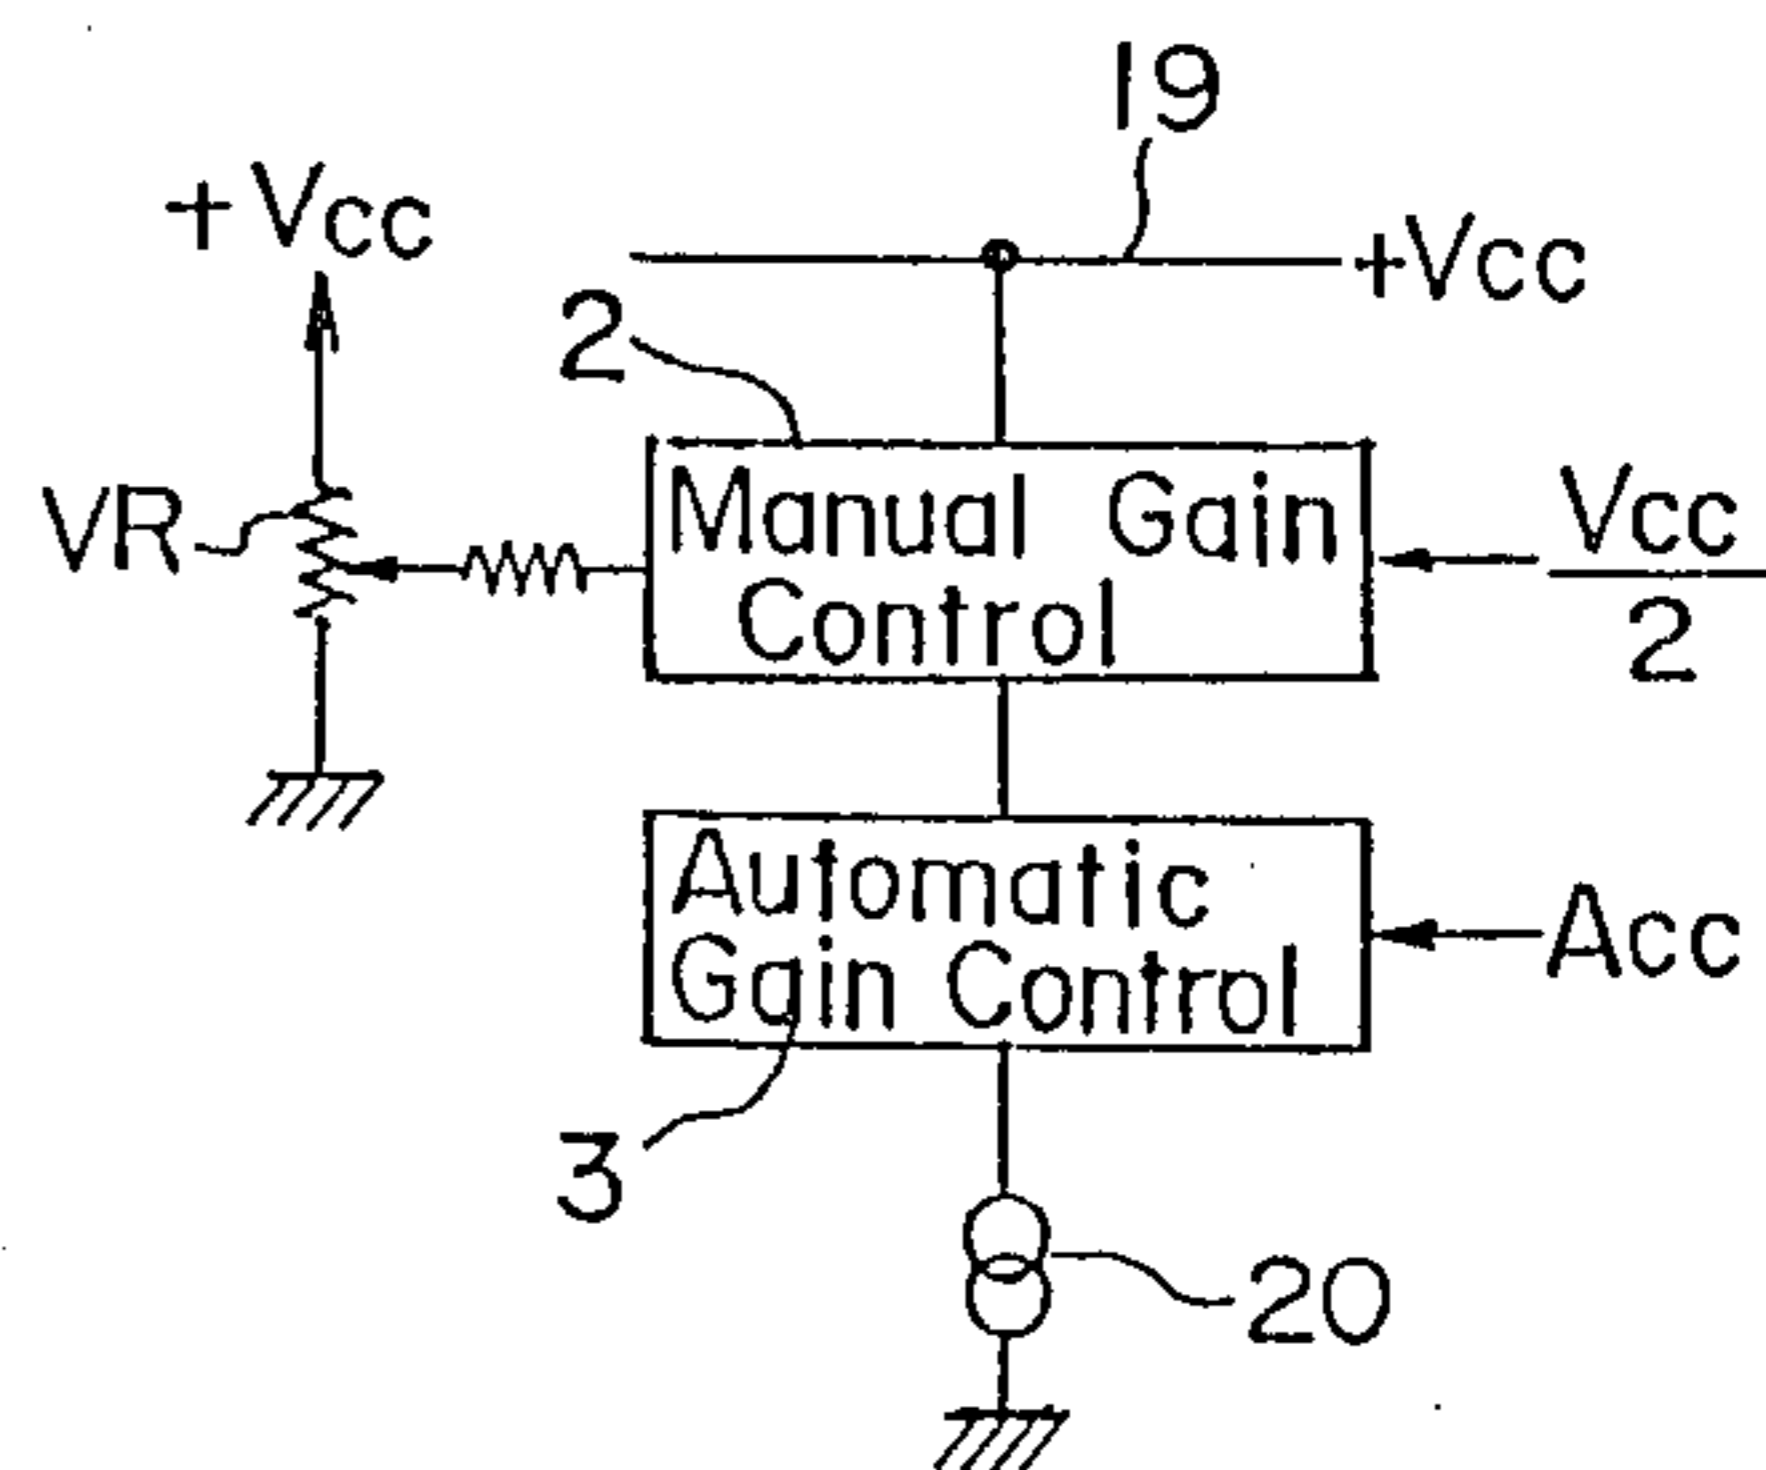 19
+Vcc
+Vcc
2
Manual Gain
Control
VR
Vcc
2
Automatic
Gain Control
Acc
3
20